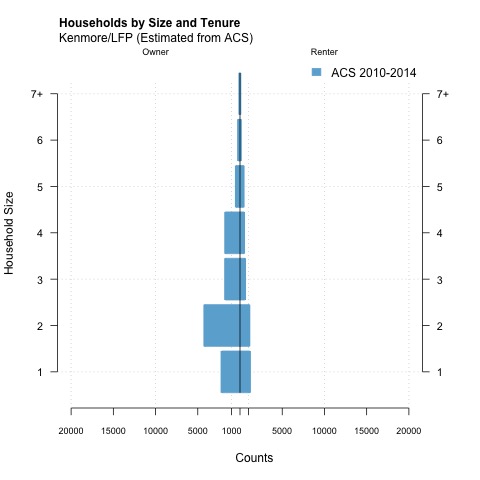 Households by Size and Tenure
Kenmore/LFP (Estimated from ACS)
Owner Renter
ACS 2010-2014
7+ 7+
6 6
5 5
4 4
3 3
2 2
1 1
Household Size
20000 15000 10000 5000 1000 5000 10000 15000 20000
Counts